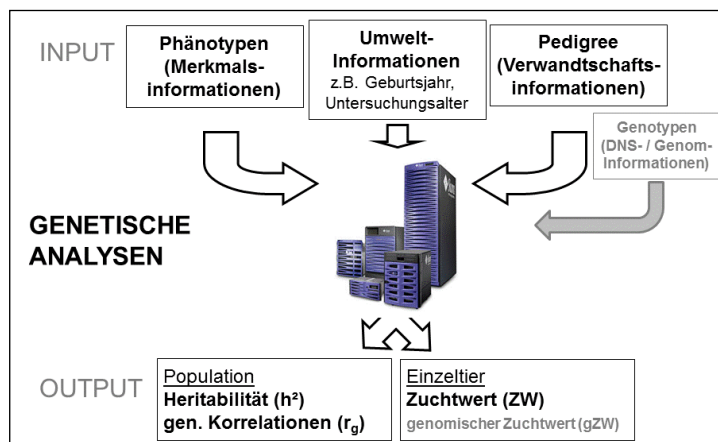 INPUT
Phänotypen
(Merkmals-
informationen)
Umwelt-
Informationen
z.B. Geburtsjahr,
Untersuchungsalter
Pedigree
(Verwandtschafts-
informationen)
Genotypen
(DNS- / Genom-
Informationen)
GENETISCHE
ANALYSEN
OUTPUT
Population
Heritabilität (h²)
gen. Korrelationen (rg)
Einzeltier
Zuchtwert (ZW)
genomischer Zuchtwert (gZW)